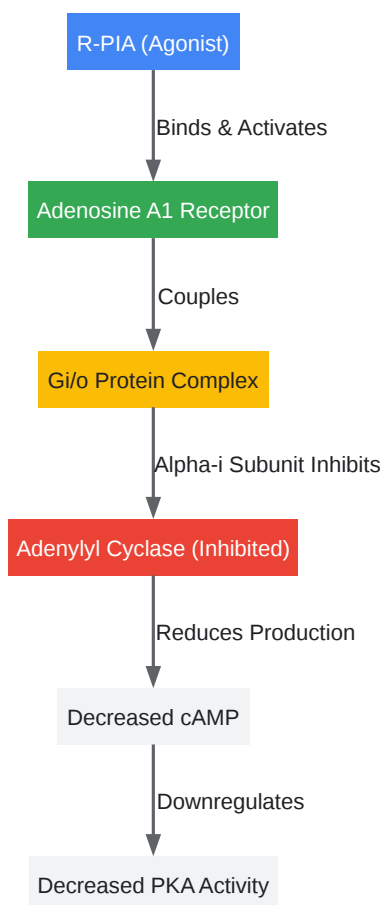 R-PIA (Agonist)
Binds & Activates
Adenosine A1 Receptor
Couples
Gi/o Protein Complex
Alpha-i Subunit Inhibits
Adenylyl Cyclase (Inhibited)
Reduces Production
Decreased cAMP
Downregulates
Decreased PKA Activity